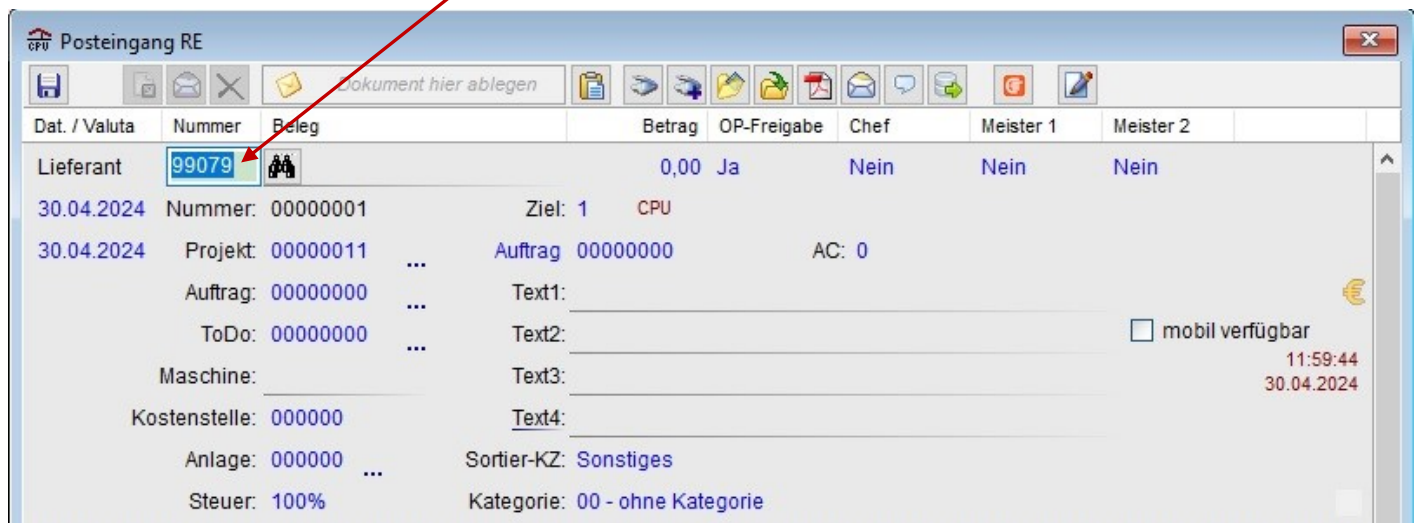 CPU Posteingang RE
Dokument hier ablegen
Dat. / Valuta Nummer Beleg Betrag OP-Freigabe Chef Meister 1 Meister 2
Lieferant 99079 0,00 Ja Nein Nein Nein
30.04.2024 Nummer: 00000001 Ziel: 1 CPU
30.04.2024 Projekt: 00000011 ... Auftrag 00000000 AC: 0
Auftrag: 00000000 ... Text1: €
ToDo: 00000000 ... Text2: mobil verfügbar
Maschine: Text3: 11:59:44
30.04.2024
Kostenstelle: 000000 Text4:
Anlage: 000000 ... Sortier-KZ: Sonstiges
Steuer: 100% Kategorie: 00 - ohne Kategorie